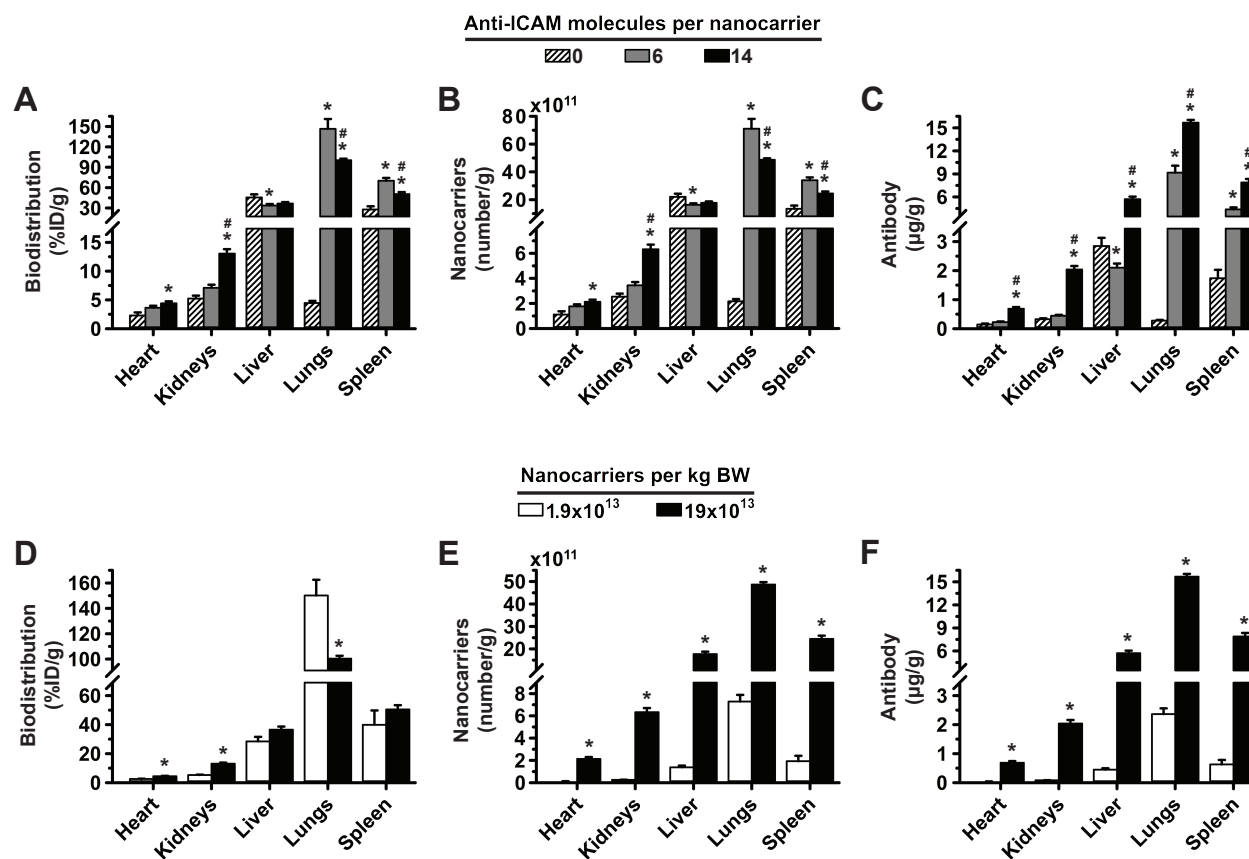 Anti-ICAM molecules per nanocarrier
0 6 14
A
Biodistribution
(%ID/g)
150
120
90
60
30
15
10
5
0
* * * # * * # * * # *
Heart Kidneys Liver Lungs Spleen
B
x10¹¹
Nanocarriers
(number/g)
80
60
40
20
6
4
2
0
* # * * * # * * # *
Heart Kidneys Liver Lungs Spleen
C
Antibody
(µg/g)
15
12
9
6
3
2
1
0
# * # * * # * * # * * # *
Heart Kidneys Liver Lungs Spleen
Nanocarriers per kg BW
1.9x10¹³ 19x10¹³
D
Biodistribution
(%ID/g)
160
140
120
100
60
40
20
0
* * *
Heart Kidneys Liver Lungs Spleen
E
x10¹¹
Nanocarriers
(number/g)
50
40
30
20
8
6
4
2
0
* * * * *
Heart Kidneys Liver Lungs Spleen
F
Antibody
(µg/g)
15
12
9
6
3
2
1
0
* * * * *
Heart Kidneys Liver Lungs Spleen